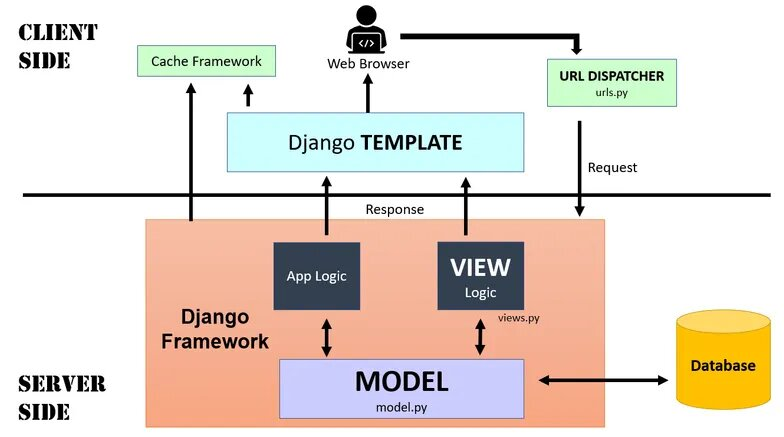 CLIENT
SIDE
Cache Framework
Web Browser
URL DISPATCHER
urls.py
Django TEMPLATE
Request
Response
App Logic
VIEW
Logic
views.py
Django
Framework
MODEL
model.py
Database
SERVER
SIDE